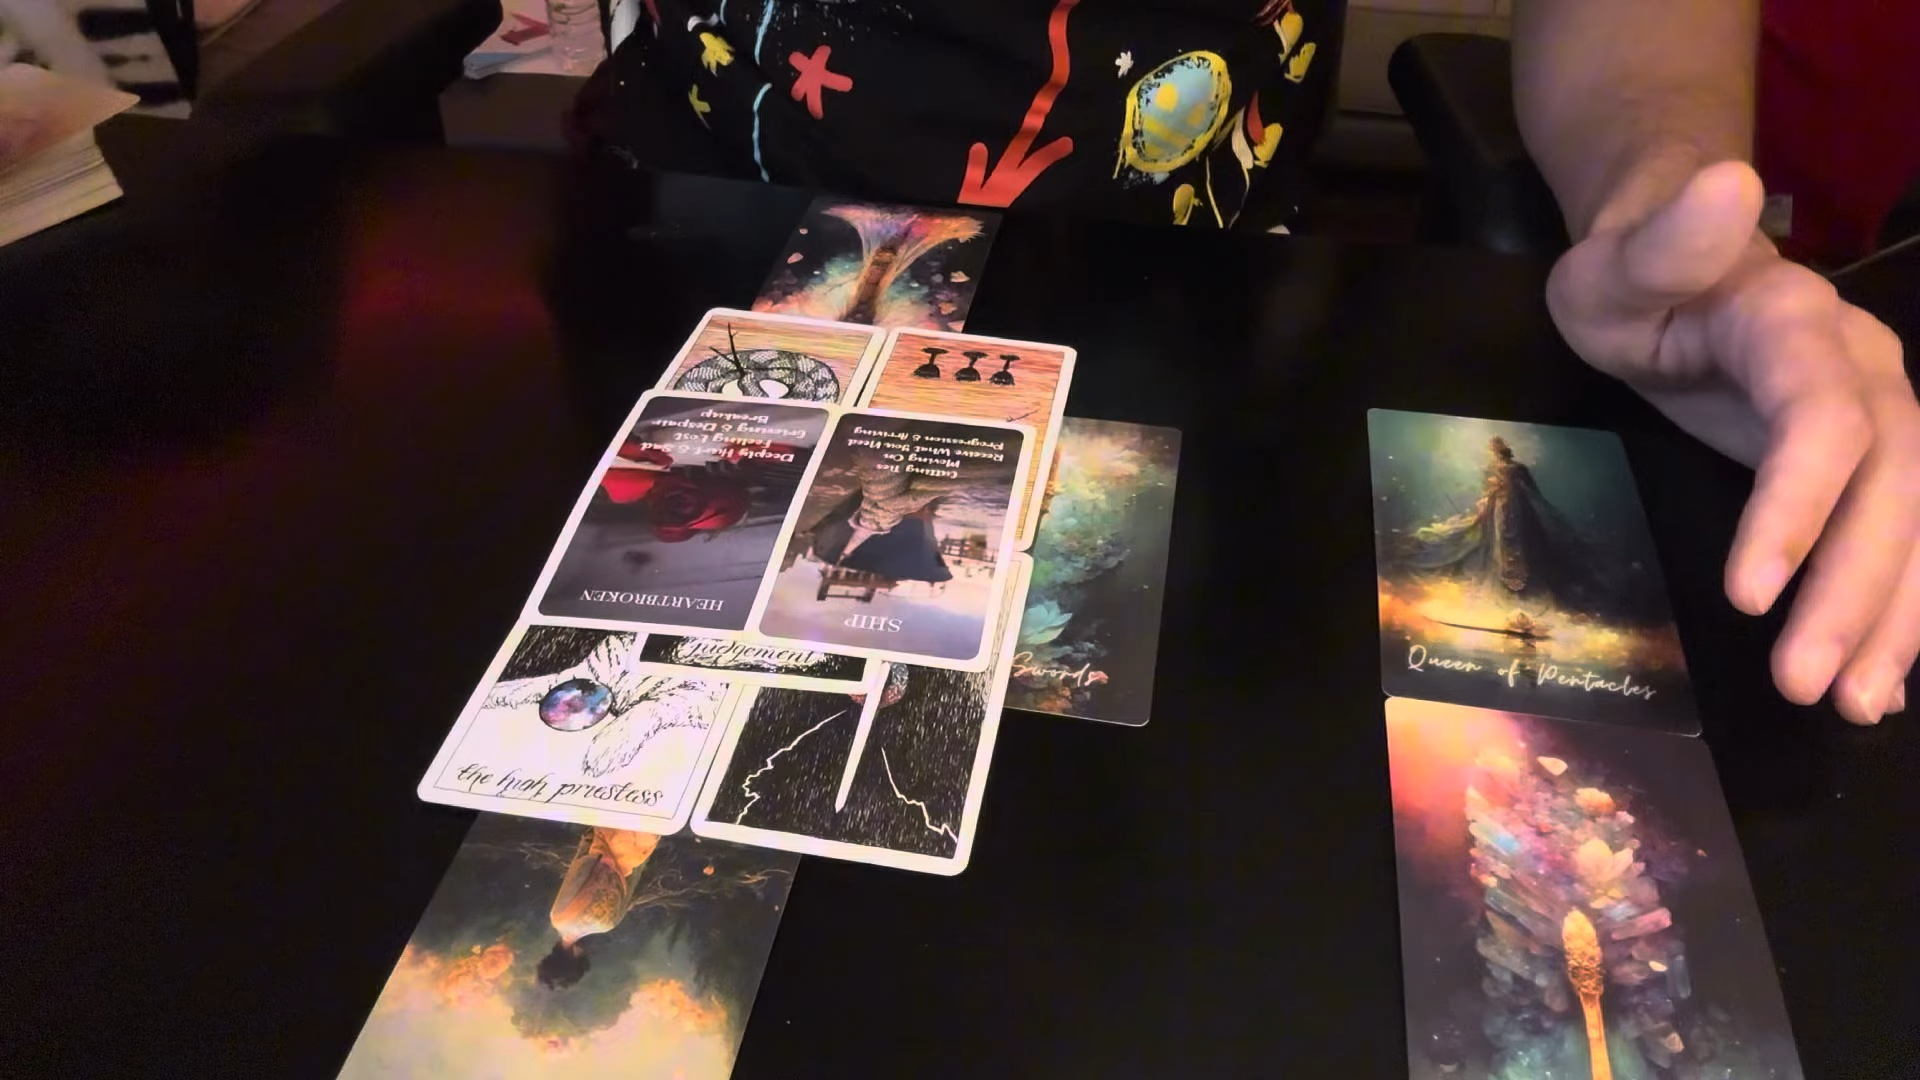 Breakup
Grieving & Despair
Feeling Lost
Deeply Hurt & Sad
HEARTBROKEN
Progression & Arriving
Receive What You Need
Moving On
Cutting Ties
SHIP
Judgement
the high priestess
Swords
Queen of Pentacles